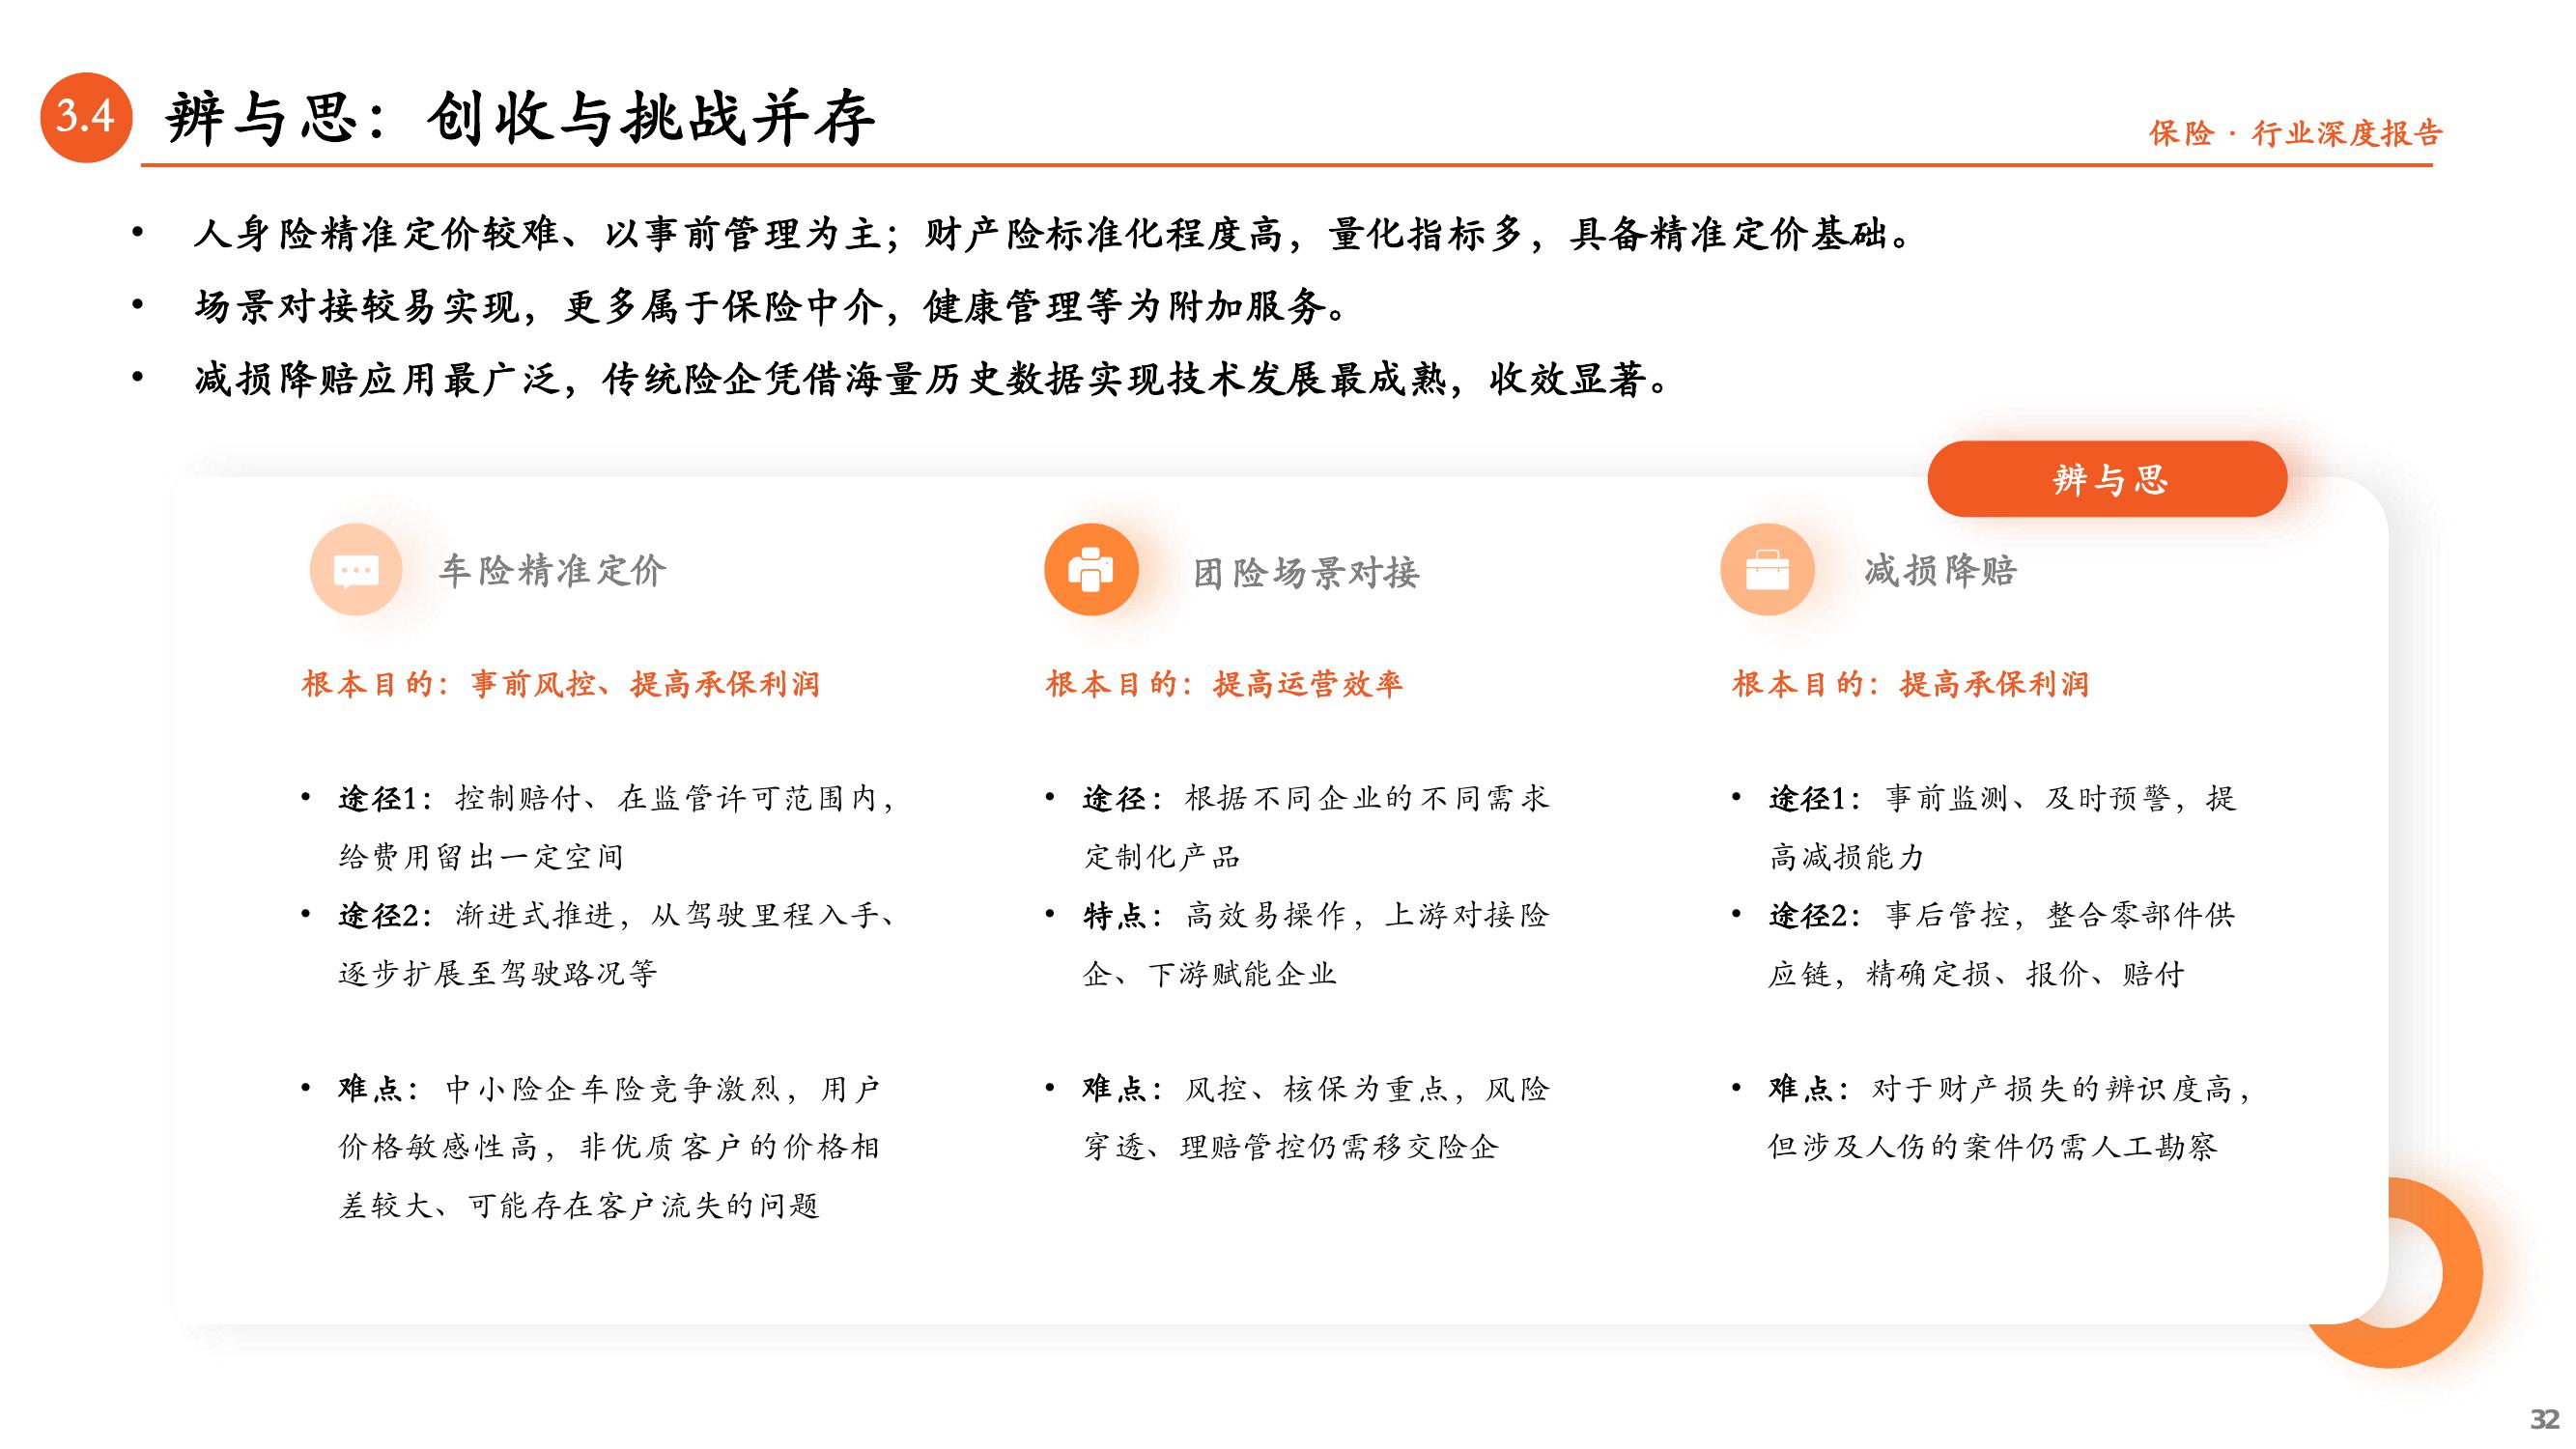 3.4
辨与思：创收与挑战并存
保险 · 行业深度报告
• 人身险精准定价较难、以事前管理为主；财产险标准化程度高，量化指标多，具备精准定价基础。
• 场景对接较易实现，更多属于保险中介，健康管理等为附加服务。
• 减损降赔应用最广泛，传统险企凭借海量历史数据实现技术发展最成熟，收效显著。
辨与思
车险精准定价
根本目的：事前风控、提高承保利润
• 途径1：控制赔付、在监管许可范围内，
给费用留出一定空间
• 途径2：渐进式推进，从驾驶里程入手、
逐步扩展至驾驶路况等
• 难点：中小险企车险竞争激烈，用户
价格敏感性高，非优质客户的价格相
差较大、可能存在客户流失的问题
团险场景对接
根本目的：提高运营效率
• 途径：根据不同企业的不同需求
定制化产品
• 特点：高效易操作，上游对接险
企、下游赋能企业
• 难点：风控、核保为重点，风险
穿透、理赔管控仍需移交险企
减损降赔
根本目的：提高承保利润
• 途径1：事前监测、及时预警，提
高减损能力
• 途径2：事后管控，整合零部件供
应链，精确定损、报价、赔付
• 难点：对于财产损失的辨识度高，
但涉及人伤的案件仍需人工勘察
32